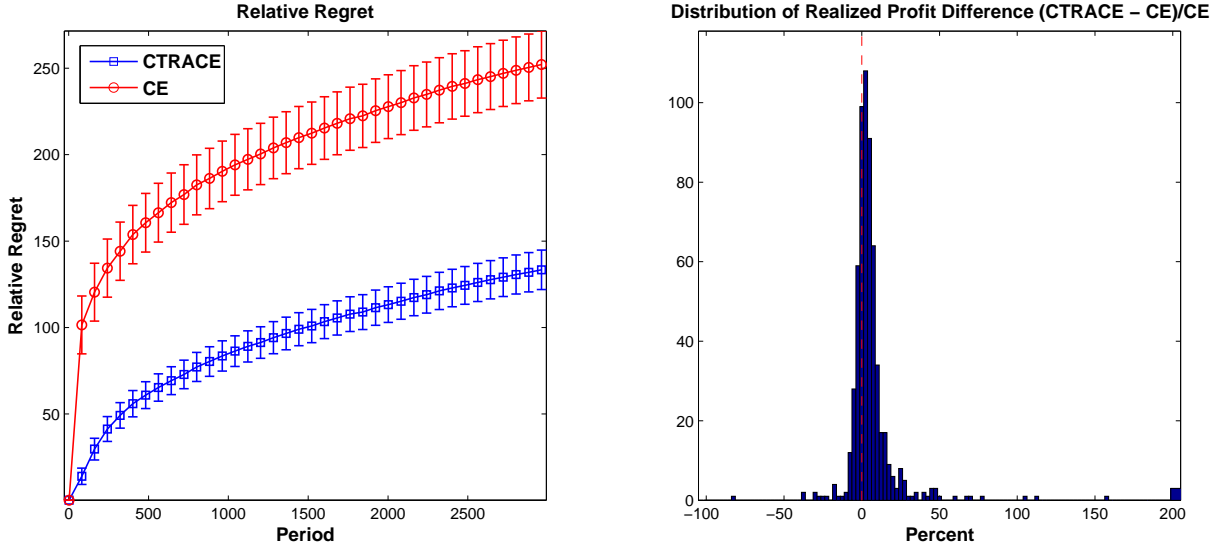 Relative Regret
CTRACE
CE
250
200
150
100
50
0
0 500 1000 1500 2000 2500
Relative Regret
Period
Distribution of Realized Profit Difference (CTRACE − CE)/CE
100
80
60
40
20
0
−100 −50 0 50 100 150 200
Percent